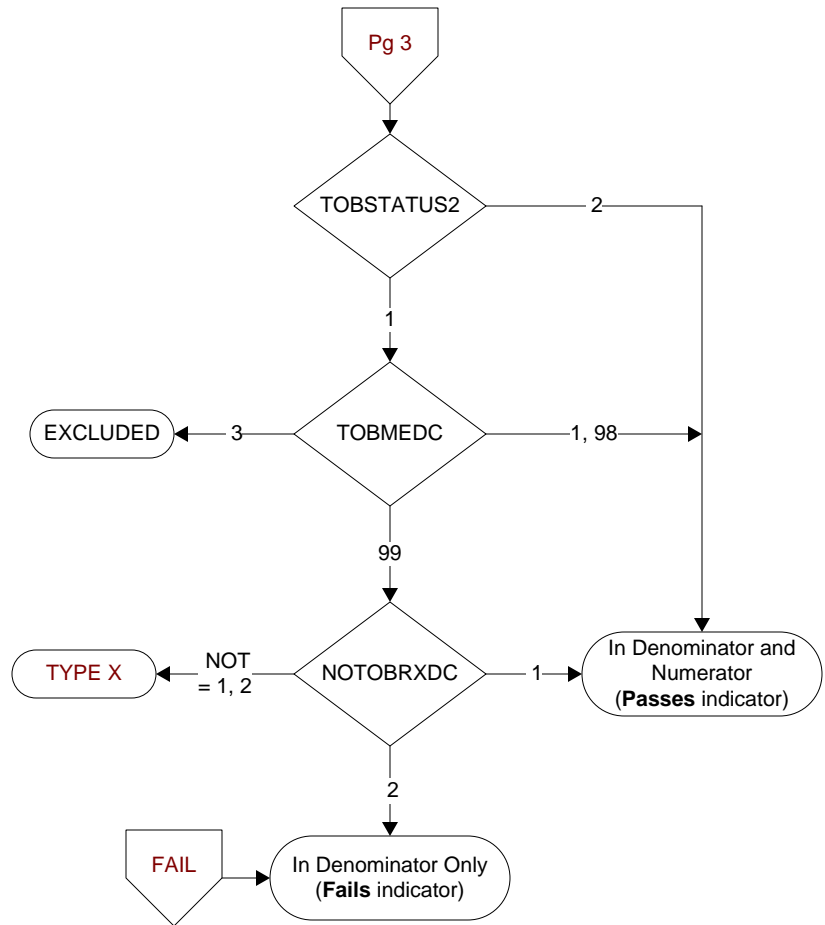 Pg 3
TOBSTATUS2
2
1
EXCLUDED
3
TOBMEDC
1, 98
99
TYPE X
NOT
= 1, 2
NOTOBRXDC
1
In Denominator and
Numerator
(Passes indicator)
2
FAIL
In Denominator Only
(Fails indicator)